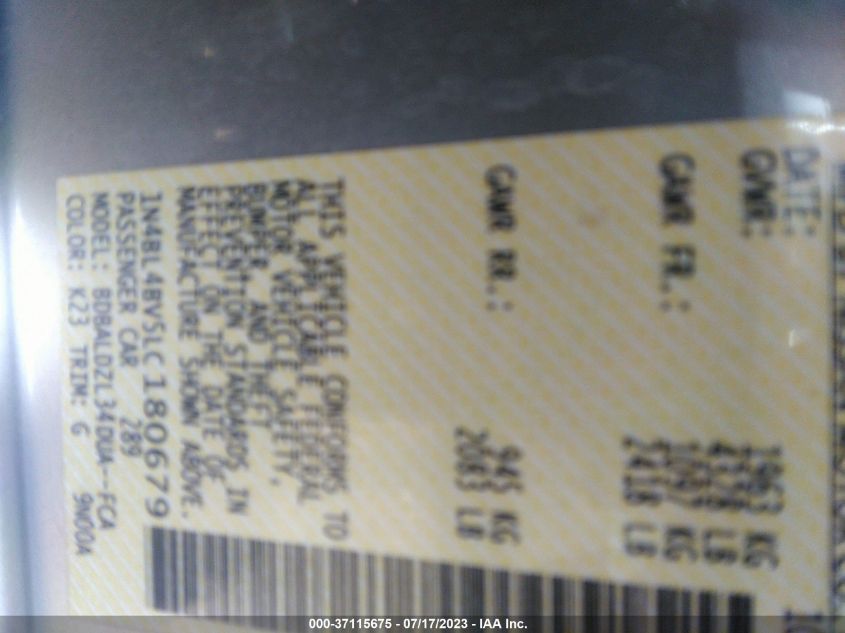 DATE:
GVWR: 1963 KG
4328 LB
GAWR FR.: 1097 KG
2418 LB
GAWR RR.: 945 KG
2083 LB
THIS VEHICLE CONFORMS TO
ALL APPLICABLE FEDERAL
MOTOR VEHICLE SAFETY,
BUMPER AND THEFT
PREVENTION STANDARDS IN
EFFECT ON THE DATE OF
MANUFACTURE SHOWN ABOVE.
1N4BL4BV5LC180679
PASSENGER CAR 289
MODEL: BDBALDZL34DUA--FCA
COLOR: K23 TRIM: G 9N00A
000-37115675 - 07/17/2023 - IAA Inc.